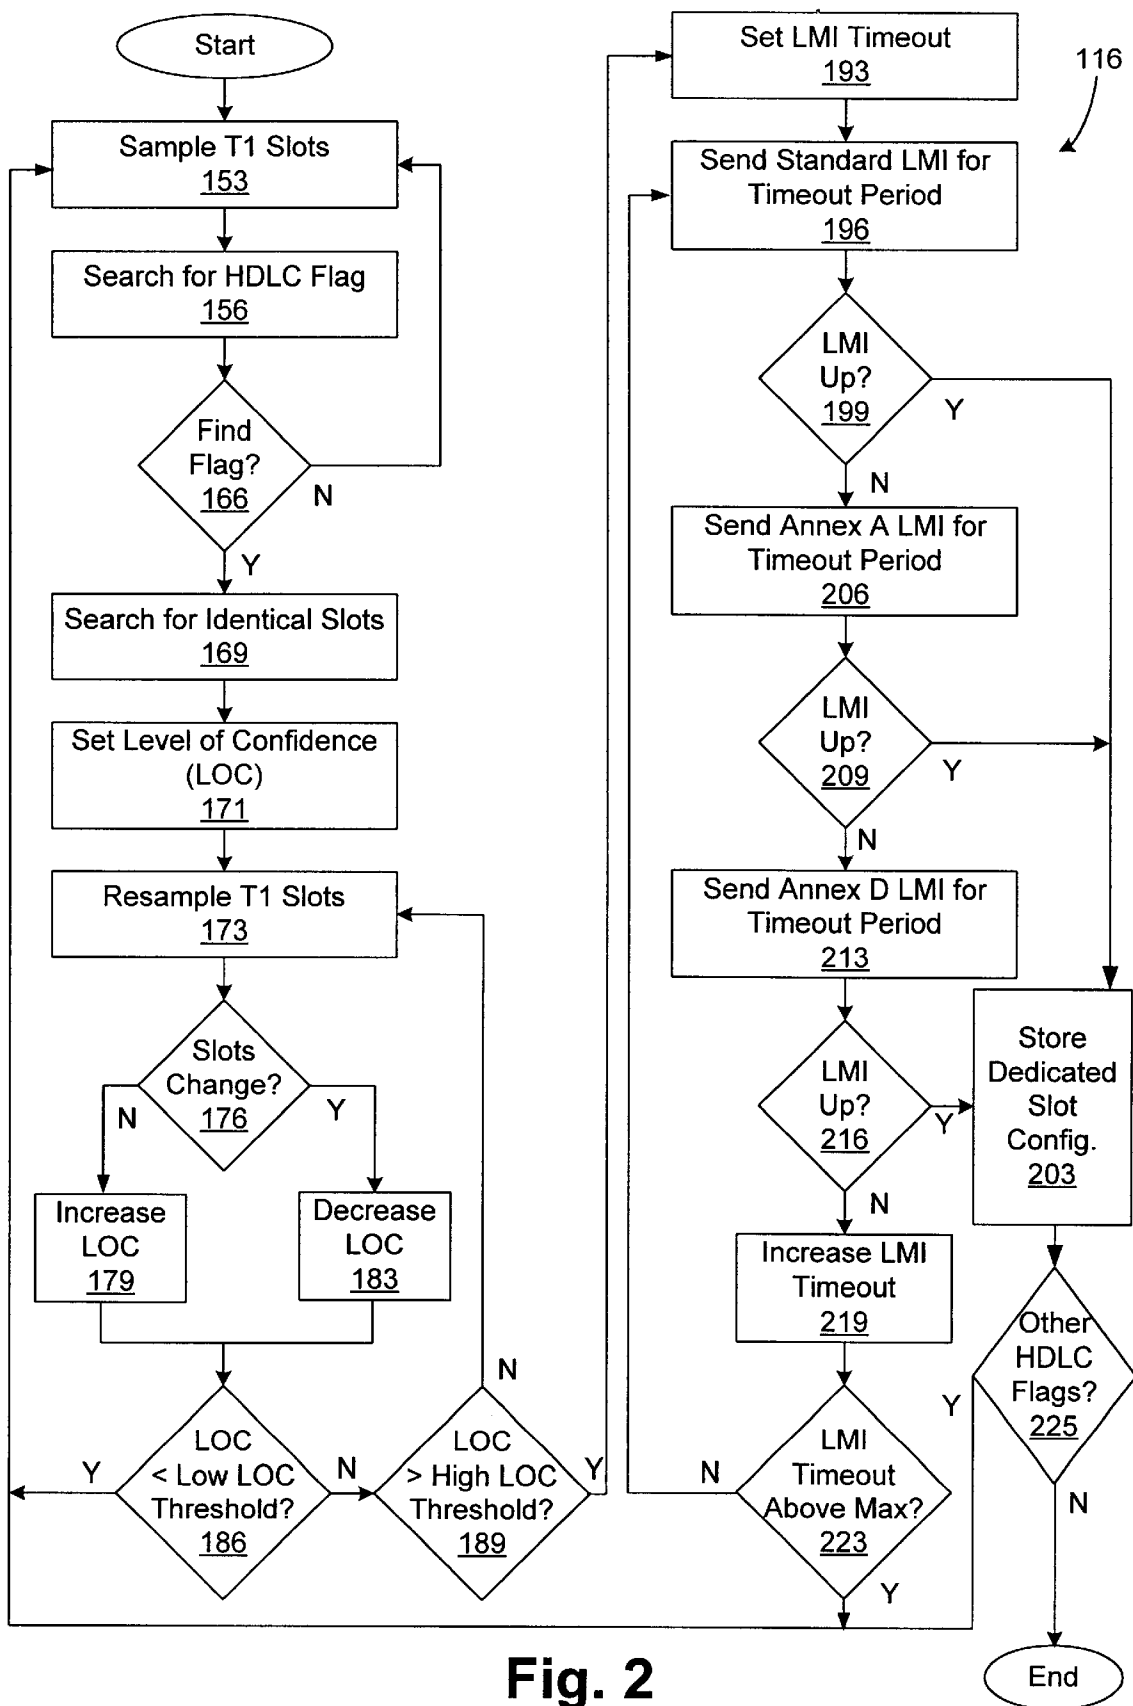 Start
Sample T1 Slots
153
Search for HDLC Flag
156
Find
Flag?
166
N
Y
Search for Identical Slots
169
Set Level of Confidence
(LOC)
171
Resample T1 Slots
173
Slots
Change?
176
N
Y
Increase
LOC
179
Decrease
LOC
183
LOC
< Low LOC
Threshold?
186
Y
N
LOC
> High LOC
Threshold?
189
N
Y
Set LMI Timeout
193
116
Send Standard LMI for
Timeout Period
196
LMI
Up?
199
Y
N
Send Annex A LMI for
Timeout Period
206
LMI
Up?
209
Y
N
Send Annex D LMI for
Timeout Period
213
LMI
Up?
216
Y
N
Store
Dedicated
Slot
Config.
203
Increase LMI
Timeout
219
LMI
Timeout
Above Max?
223
N
Y
Other
HDLC
Flags?
225
Y
N
End
Fig. 2